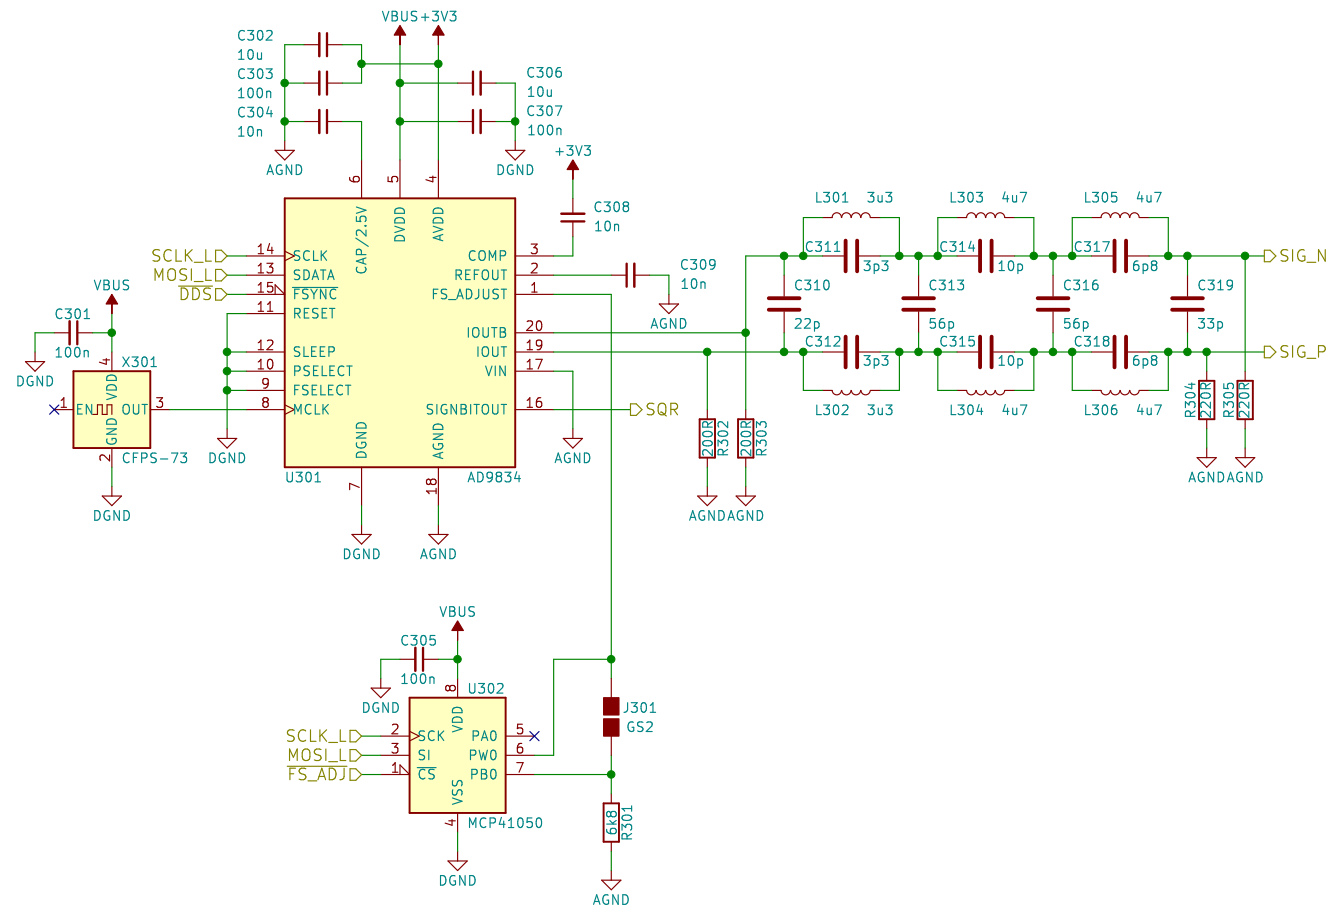 VBUS +3V3
C302
10u
C303
100n
C304
10n
C306
10u
C307
100n
AGND
DGND
+3V3
6
5
4
CAP/2.5V
DVDD
AVDD
C308
10n
SCLK_L
14
SCLK
MOSI_L
13
SDATA
DDS
15
FSYNC
11
RESET
12
SLEEP
10
PSELECT
9
FSELECT
8
MCLK
COMP
3
REFOUT
2
FS_ADJUST
1
IOUTB
20
IOUT
19
VIN
17
SIGNBITOUT
16
SQR
C309
10n
AGND
DGND
AGND
7
18
U301
AD9834
DGND
AGND
AGND
DGND
VBUS
C301
100n
DGND
X301
4
VDD
1
EN
OUT
3
GND
2
CFPS-73
DGND
L301 3u3
L303 4u7
L305 4u7
C311
3p3
C314
10p
C317
6p8
SIG_N
C310
22p
C313
56p
C316
56p
C319
33p
C312
3p3
C315
10p
C318
6p8
SIG_P
L302 3u3
L304 4u7
L306 4u7
200R
R302
200R
R303
AGND AGND
R304
220R
R305
220R
AGND AGND
VBUS
C305
100n
DGND
8
U302
VDD
SCLK_L
2
SCK
MOSI_L
3
SI
FS_ADJ
1
CS
PA0
5
PW0
6
PB0
7
VSS
4
MCP41050
DGND
J301
GS2
6k8
R301
AGND